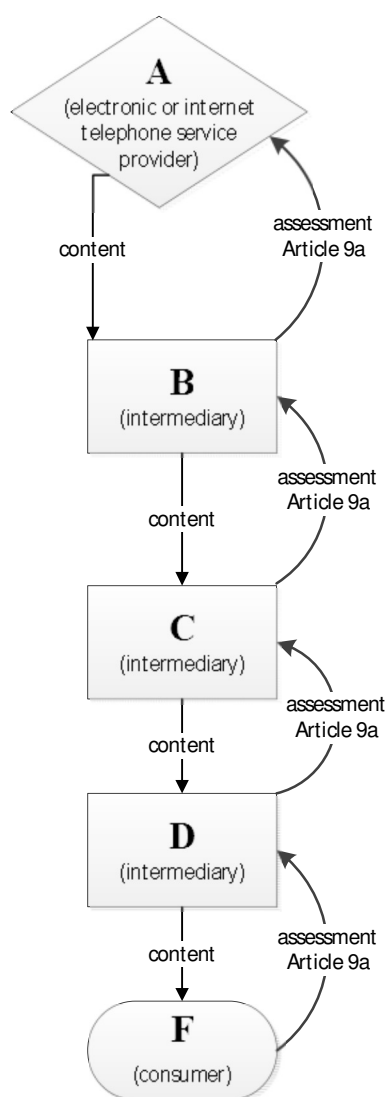 A
(electronic or internet
telephone service
provider)
content
assessment
Article 9a
B
(intermediary)
content
assessment
Article 9a
C
(intermediary)
content
assessment
Article 9a
D
(intermediary)
content
assessment
Article 9a
F
(consumer)